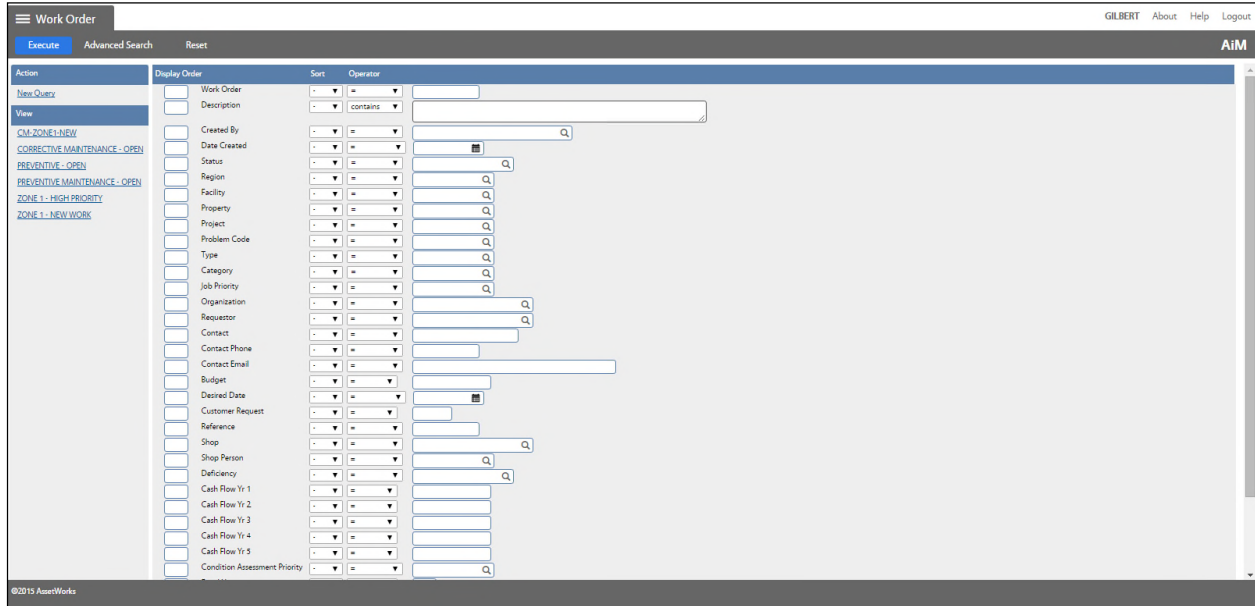 Work Order
GILBERT About Help Logout
Execute Advanced Search Reset
AiM
Action
New Query
View
CM-ZONE1-NEW
CORRECTIVE MAINTENANCE - OPEN
PREVENTIVE - OPEN
PREVENTIVE MAINTENANCE - OPEN
ZONE 1 - HIGH PRIORITY
ZONE 1 - NEW WORK
Display Order Sort Operator
Work Order - =
Description - contains
Created By - =
Date Created - =
Status - =
Region - =
Facility - =
Property - =
Project - =
Problem Code - =
Type - =
Category - =
Job Priority - =
Organization - =
Requestor - =
Contact - =
Contact Phone - =
Contact Email - =
Budget - =
Desired Date - =
Customer Request - =
Reference - =
Shop - =
Shop Person - =
Deficiency - =
Cash Flow Yr 1 - =
Cash Flow Yr 2 - =
Cash Flow Yr 3 - =
Cash Flow Yr 4 - =
Cash Flow Yr 5 - =
Condition Assessment Priority - =
©2015 AssetWorks